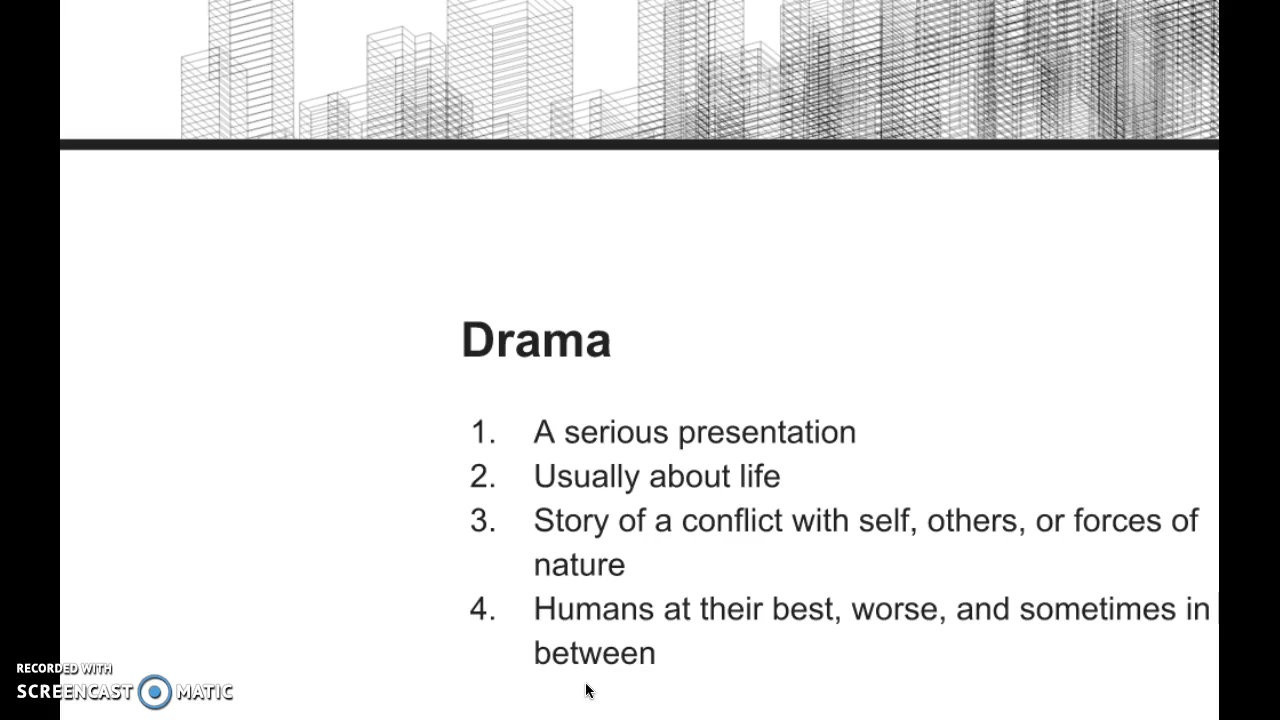 Drama
1. A serious presentation
2. Usually about life
3. Story of a conflict with self, others, or forces of
nature
4. Humans at their best, worse, and sometimes in
between
RECORDED WITH
SCREENCAST MATIC